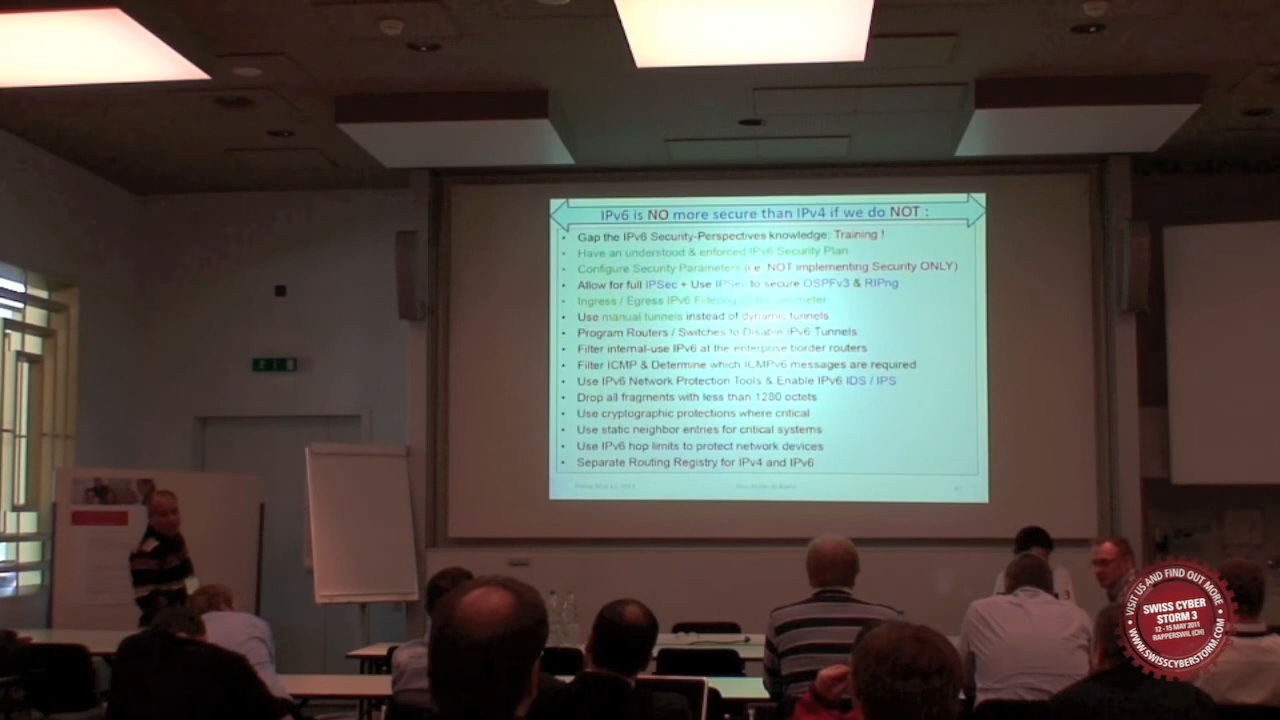 IPv6 is NO more secure than IPv4 if we do NOT :
• Gap the IPv6 Security-Perspectives knowledge: Training !
• Have an understood & enforced IPv6 Security Plan
• Configure Security Parameters (i.e. NOT implementing Security ONLY)
• Allow for full IPSec + Use IPSec to secure OSPFv3 & RIPng
• Ingress / Egress IPv6 Filtering at the perimeter
• Use manual tunnels instead of dynamic tunnels
• Program Routers / Switches to Disable IPv6 Tunnels
• Filter internal-use IPv6 at the enterprise border routers
• Filter ICMP & Determine which ICMPv6 messages are required
• Use IPv6 Network Protection Tools & Enable IPv6 IDS / IPS
• Drop all fragments with less than 1280 octets
• Use cryptographic protections where critical
• Use static neighbor entries for critical systems
• Use IPv6 hop limits to protect network devices
• Separate Routing Registry for IPv4 and IPv6
• VISIT US AND FIND OUT MORE •
SWISS CYBER
STORM 3
12 - 15 MAY 2011
RAPPERSWIL (CH)
WWW.SWISSCYBERSTORM.COM